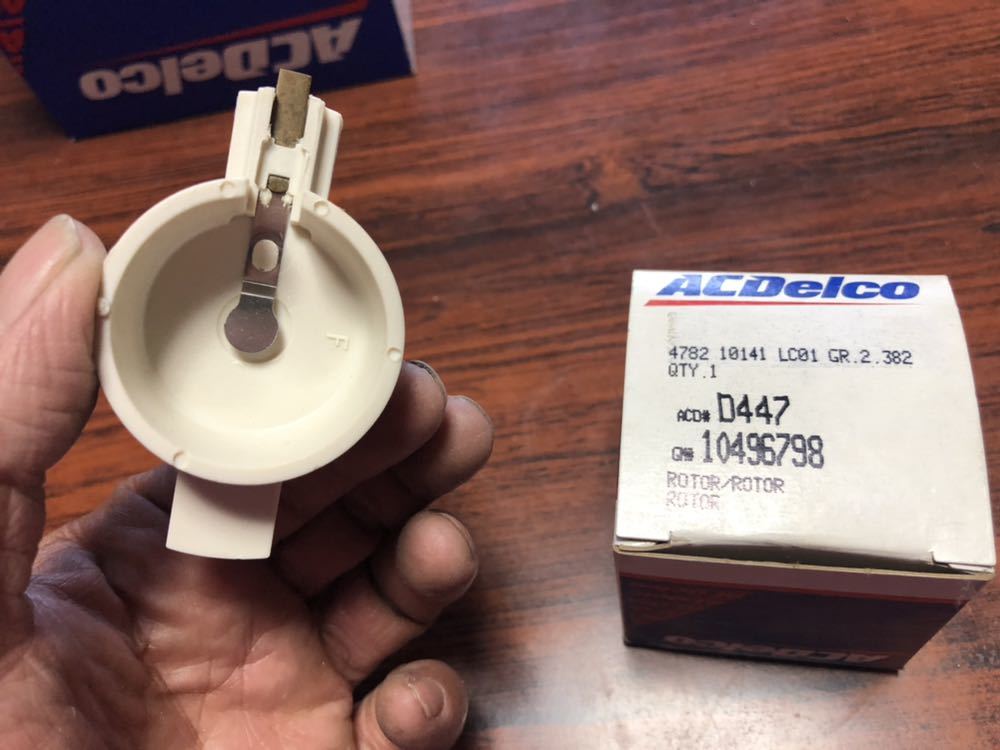 ACDelco
F
ACDelco
4782 10141 LC01 GR.2.382
QTY.1
ACD# D447
GM# 10496798
ROTOR/ROTOR
ROTOR
ACDelco